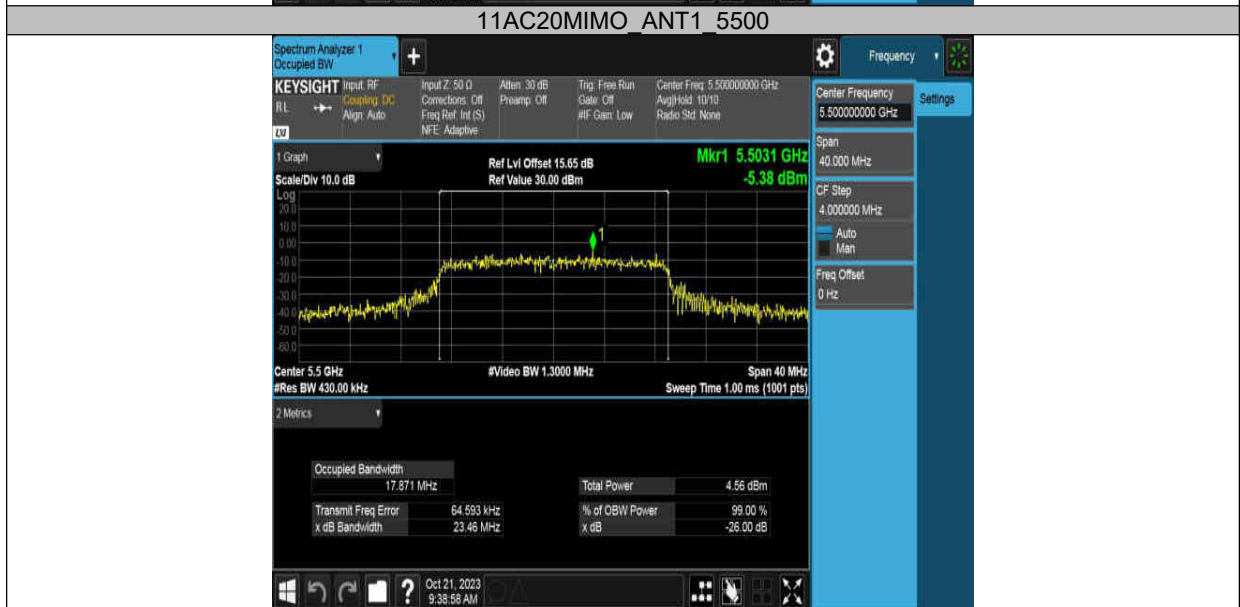 11AC20MIMO_ANT1_5500
Spectrum Analyzer 1
Occupied BW
+
Frequency
KEYSIGHT
RL
LXI
Input: RF
Coupling: DC
Align: Auto
Input Z: 50 Ω
Corrections: Off
Freq Ref: Int (S)
NFE: Adaptive
Atten: 30 dB
Preamp: Off
Trig: Free Run
Gate: Off
#IF Gain: Low
Center Freq: 5.500000000 GHz
Avg|Hold: 10/10
Radio Std: None
Center Frequency
5.500000000 GHz
Settings
Span
40.000 MHz
CF Step
4.000000 MHz
Auto
Man
Freq Offset
0 Hz
1 Graph
Scale/Div 10.0 dB
Ref Lvl Offset 15.65 dB
Ref Value 30.00 dBm
Mkr1 5.5031 GHz
-5.38 dBm
Log
20.0
10.0
0.00
-10.0
-20.0
-30.0
-40.0
-50.0
-60.0
1
Center 5.5 GHz
#Video BW 1.3000 MHz
Span 40 MHz
#Res BW 430.00 kHz
Sweep Time 1.00 ms (1001 pts)
2 Metrics
Occupied Bandwidth
17.871 MHz
Total Power 4.56 dBm
Transmit Freq Error 64.593 kHz
% of OBW Power 99.00 %
x dB Bandwidth 23.46 MHz
x dB -26.00 dB
?
Oct 21, 2023
9:38:58 AM